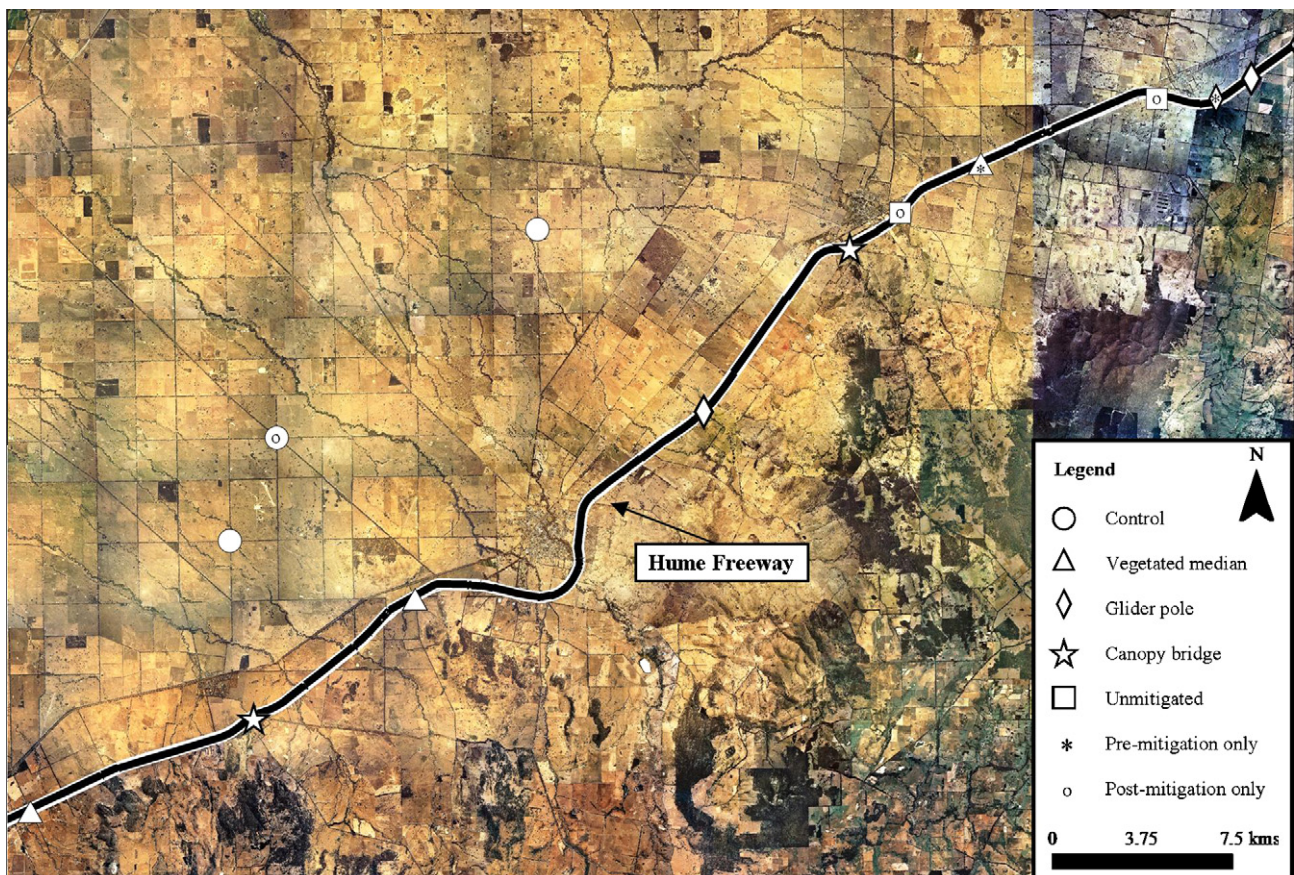 o
*
o
*
o
o
Hume Freeway
N
Legend
Control
Vegetated median
Glider pole
Canopy bridge
Unmitigated
* Pre-mitigation only
o Post-mitigation only
0 3.75 7.5 kms